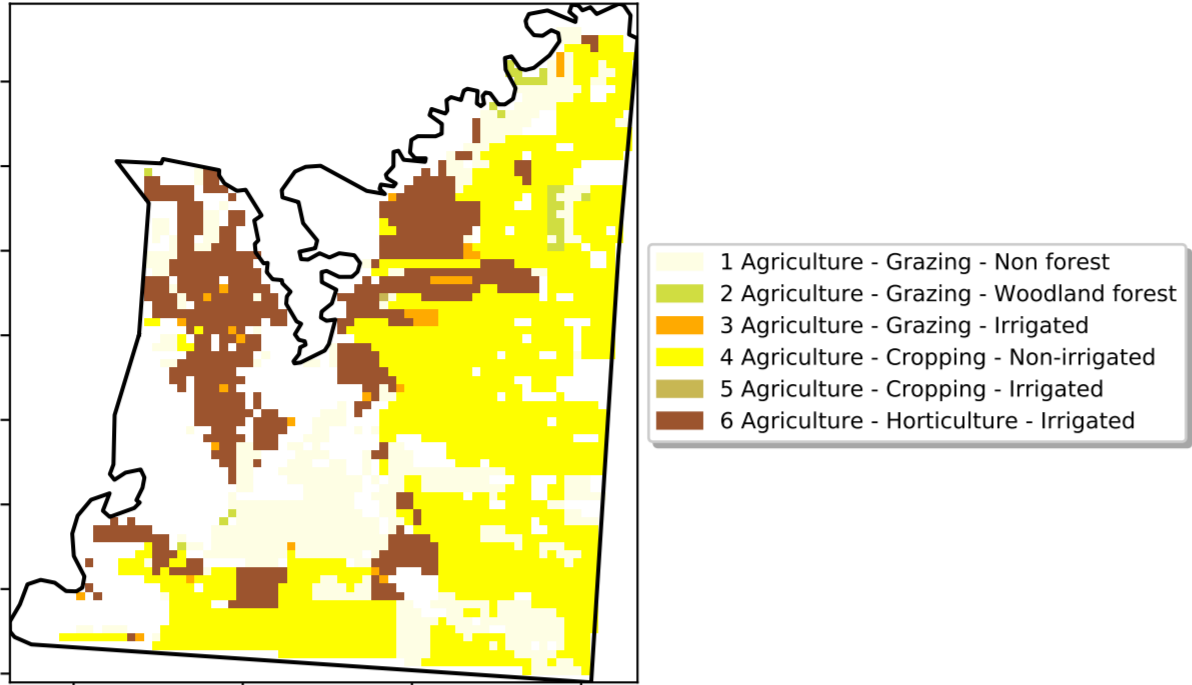 1 Agriculture - Grazing - Non forest
2 Agriculture - Grazing - Woodland forest
3 Agriculture - Grazing - Irrigated
4 Agriculture - Cropping - Non-irrigated
5 Agriculture - Cropping - Irrigated
6 Agriculture - Horticulture - Irrigated